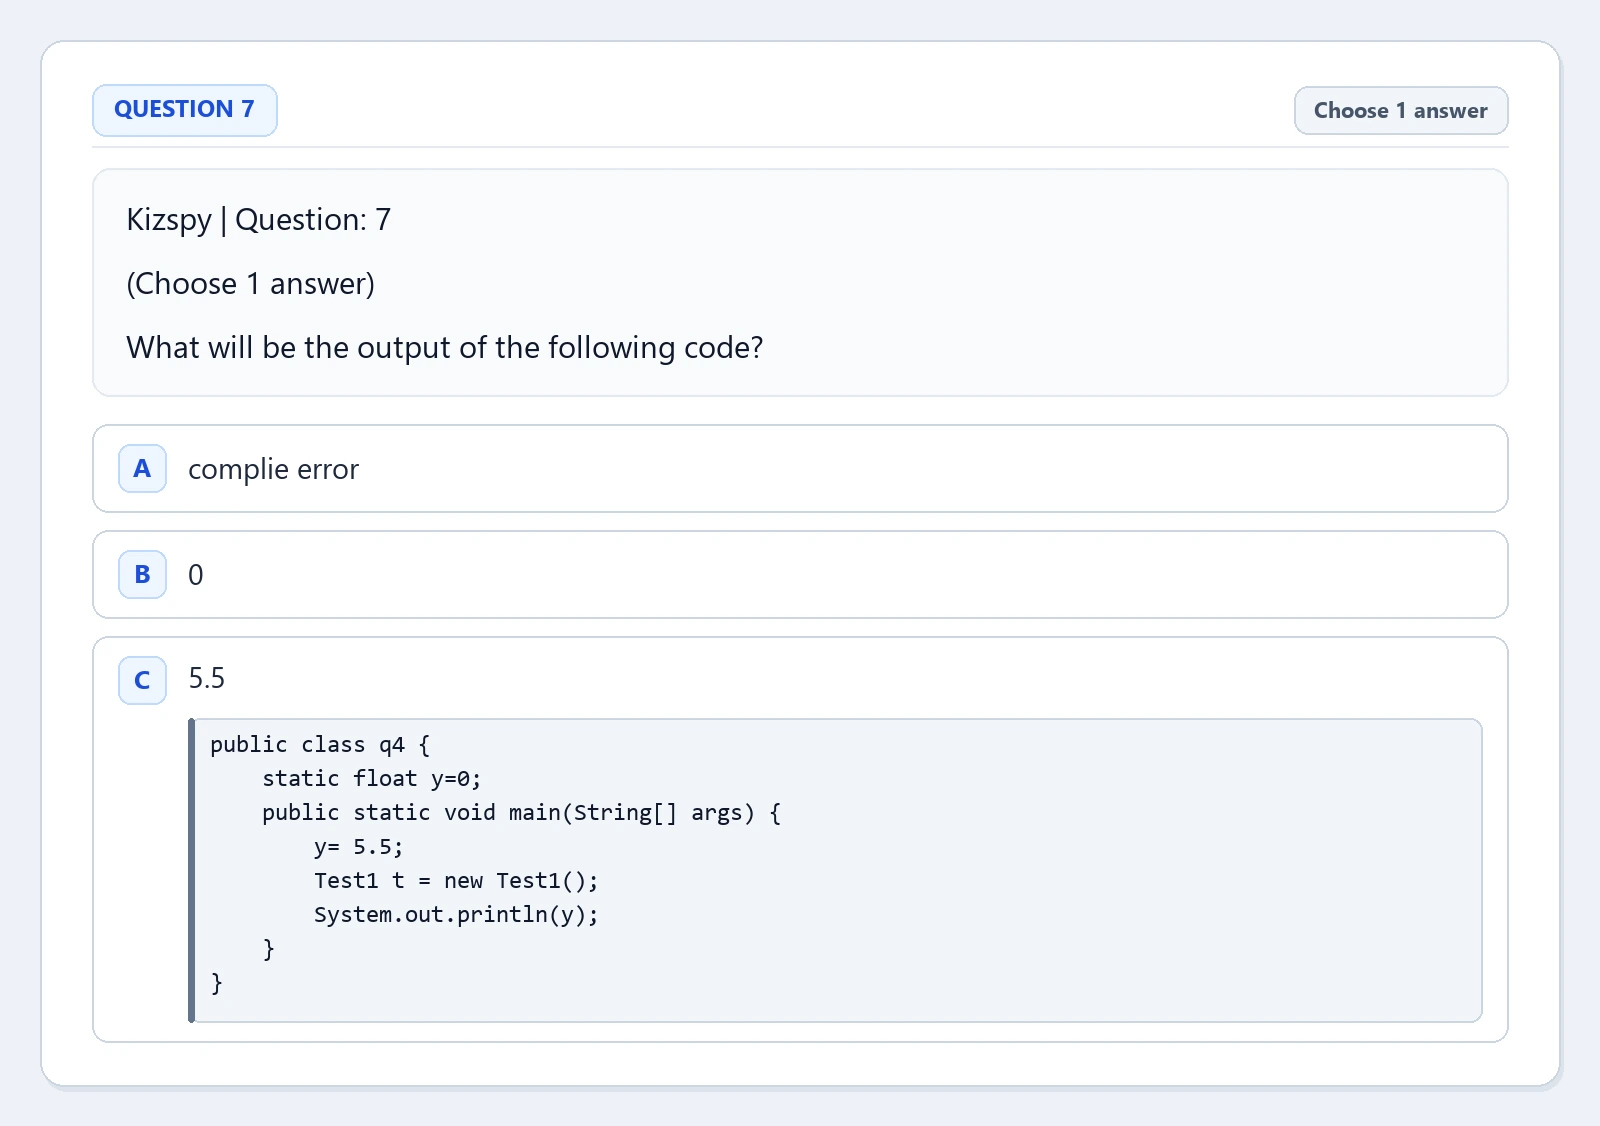 QUESTION 7
Choose 1 answer
Kizspy | Question: 7
(Choose 1 answer)
What will be the output of the following code?
A complie error
B 0
C 5.5
public class q4 {
    static float y=0;
    public static void main(String[] args) {
        y= 5.5;
        Test1 t = new Test1();
        System.out.println(y);
    }
}